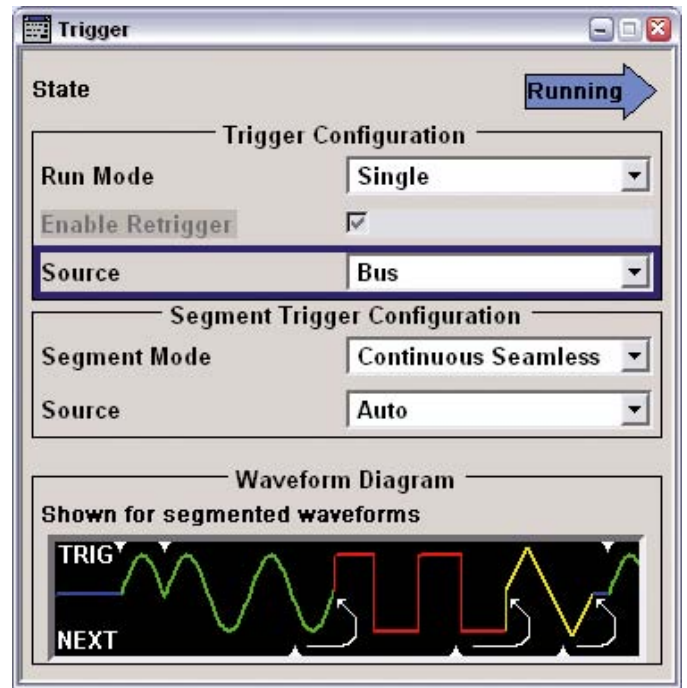 Trigger
State Running
Trigger Configuration
Run Mode Single
Enable Retrigger
Source Bus
Segment Trigger Configuration
Segment Mode Continuous Seamless
Source Auto
Waveform Diagram
Shown for segmented waveforms
TRIG
NEXT